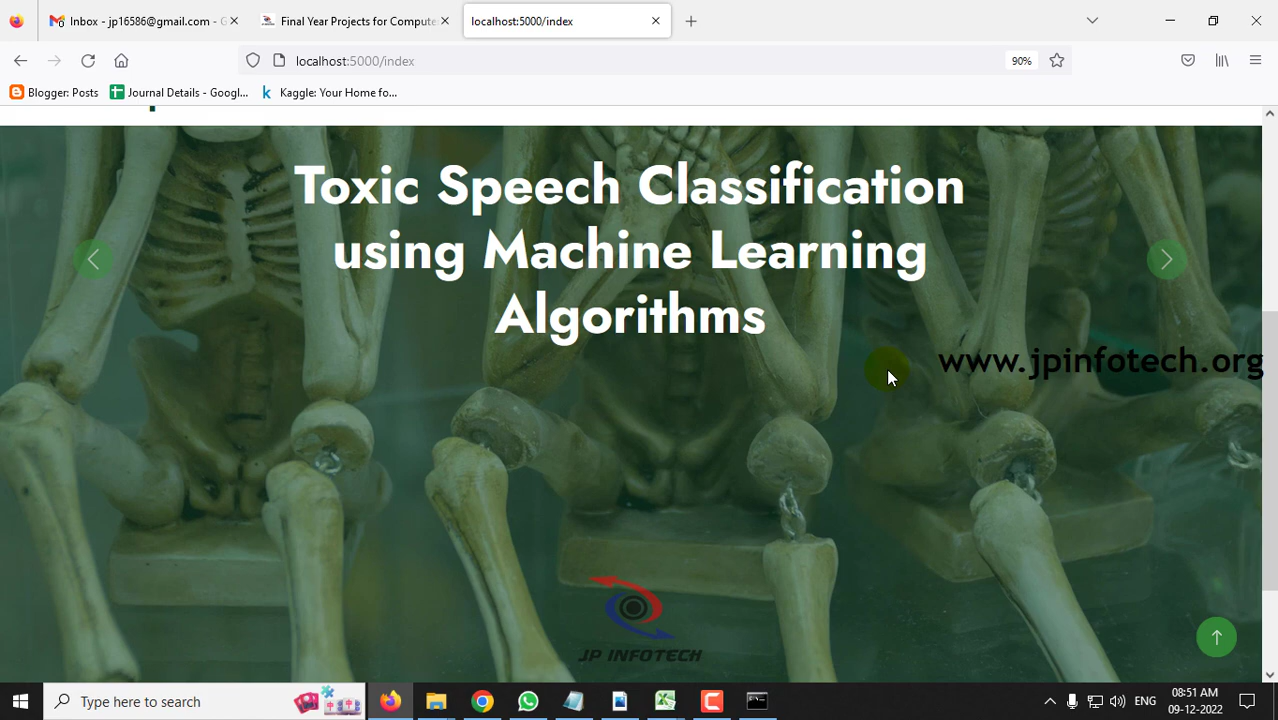 Inbox - jp16586@gmail.com - G
Final Year Projects for Compute
localhost:5000/index
localhost:5000/index
90%
Blogger: Posts
Journal Details - Googl...
Kaggle: Your Home fo...
Toxic Speech Classification
using Machine Learning
Algorithms
www.jpinfotech.org
JP INFOTECH
Type here to search
ENG
08:51 AM
09-12-2022